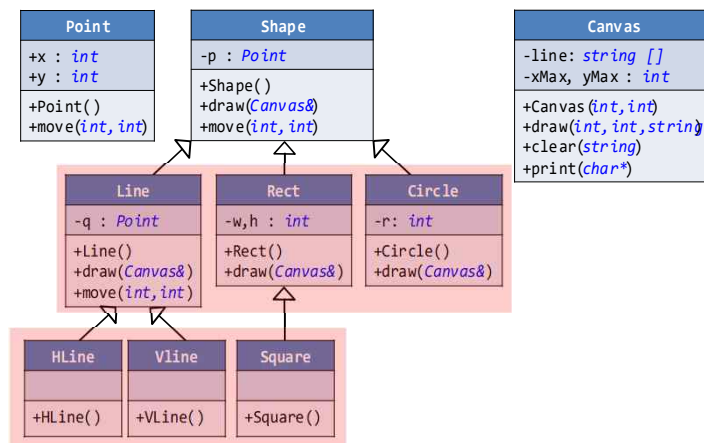 Point
+x : int
+y : int
+Point()
+move(int,int)
Shape
-p : Point
+Shape()
+draw(Canvas&)
+move(int,int)
Canvas
-line: string []
-xMax, yMax : int
+Canvas(int,int)
+draw(int,int,string)
+clear(string)
+print(char*)
Line
-q : Point
+Line()
+draw(Canvas&)
+move(int,int)
Rect
-w,h : int
+Rect()
+draw(Canvas&)
Circle
-r: int
+Circle()
+draw(Canvas&)
HLine
+HLine()
Vline
+VLine()
Square
+Square()